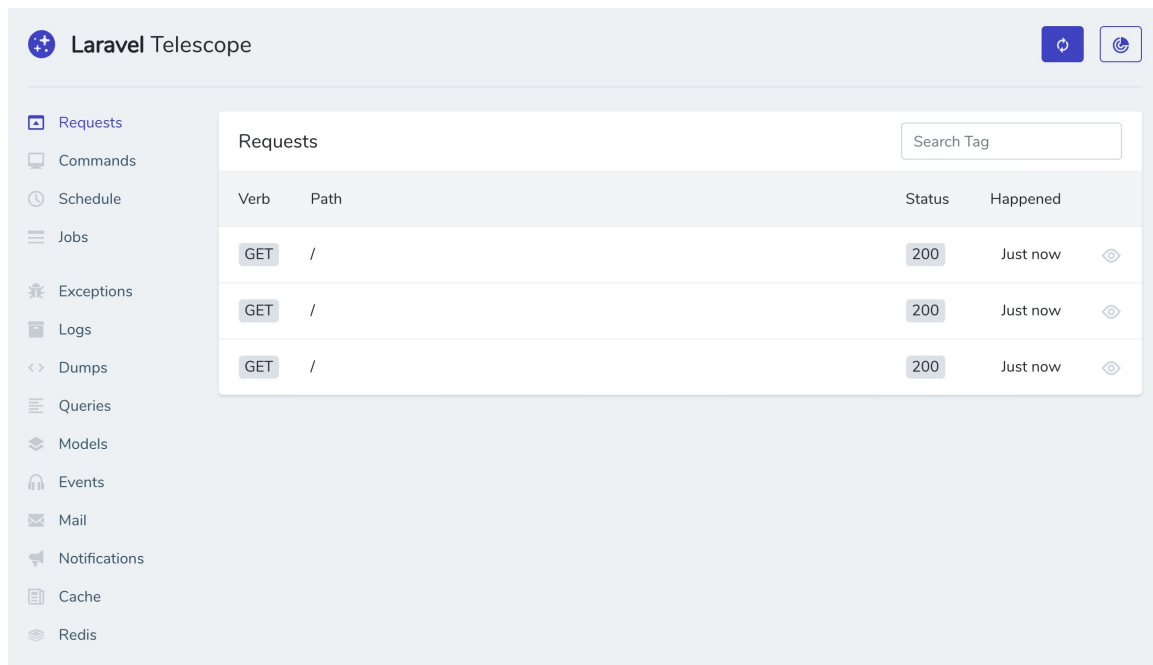 Laravel Telescope
Requests
Commands
Schedule
Jobs
Exceptions
Logs
Dumps
Queries
Models
Events
Mail
Notifications
Cache
Redis
Requests
Search Tag
Verb Path Status Happened
GET / 200 Just now
GET / 200 Just now
GET / 200 Just now